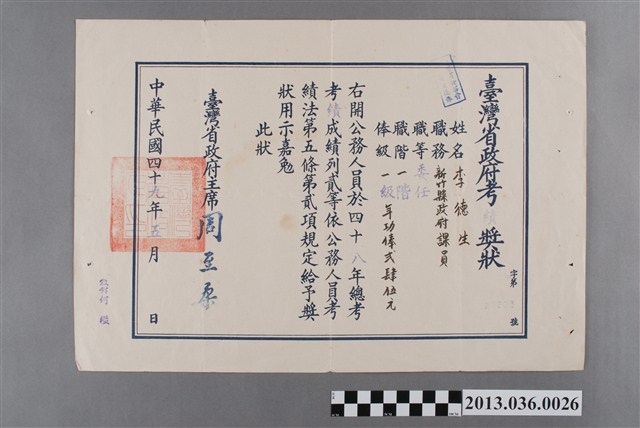 臺灣省政府考績獎狀
字第
號
姓名 李德生
職務 新竹縣政府課員
職等 委任
職階 一階
俸級 一級 年功俸弍肆伍元
右開公務人員於四十八年總考
考績成績列貳等依公務人員考
績法第五條第貳項規定給予獎
狀用示嘉勉
此狀
臺灣省政府主席 周至柔
中華民國四十九年五月 日
2013.036.0026